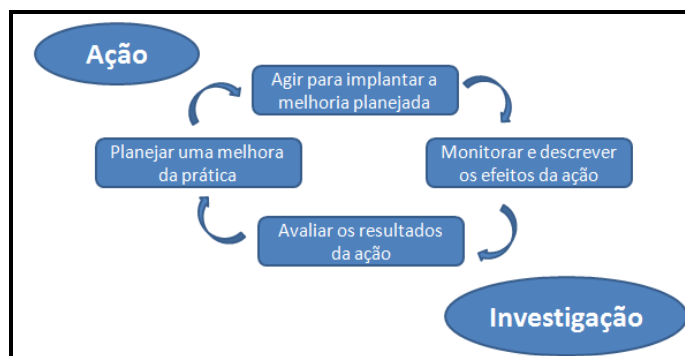 Ação
Agir para implantar a
melhoria planejada
Planejar uma melhora
da prática
Monitorar e descrever
os efeitos da ação
Avaliar os resultados
da ação
Investigação